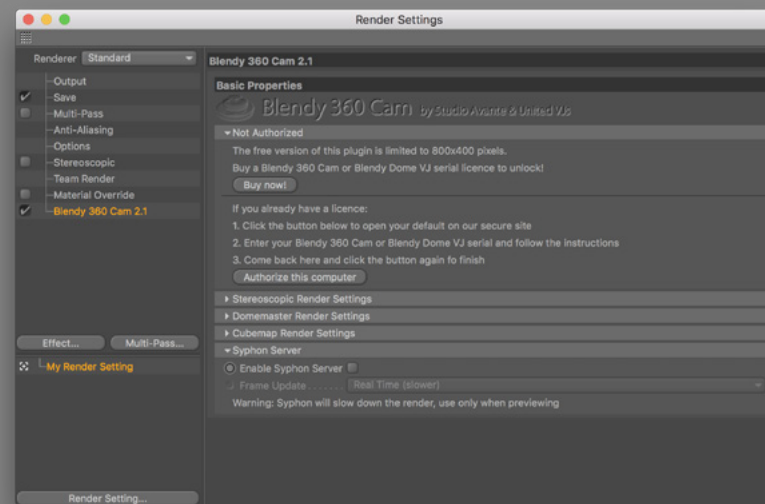 Render Settings
Renderer Standard
Output
Save
Multi-Pass
Anti-Aliasing
Options
Stereoscopic
Team Render
Material Override
Blendy 360 Cam 2.1
Effect... Multi-Pass...
My Render Setting
Render Setting...
Blendy 360 Cam 2.1
Basic Properties
Blendy 360 Cam by Studio Avante & United VJs
Not Authorized
The free version of this plugin is limited to 800x400 pixels.
Buy a Blendy 360 Cam or Blendy Dome VJ serial licence to unlock!
Buy now!
If you already have a licence:
1. Click the button below to open your default on our secure site
2. Enter your Blendy 360 Cam or Blendy Dome VJ serial and follow the instructions
3. Come back here and click the button again fo finish
Authorize this computer
Stereoscopic Render Settings
Domemaster Render Settings
Cubemap Render Settings
Syphon Server
Enable Syphon Server
Frame Update . . . . . . . Real Time (slower)
Warning: Syphon will slow down the render, use only when previewing